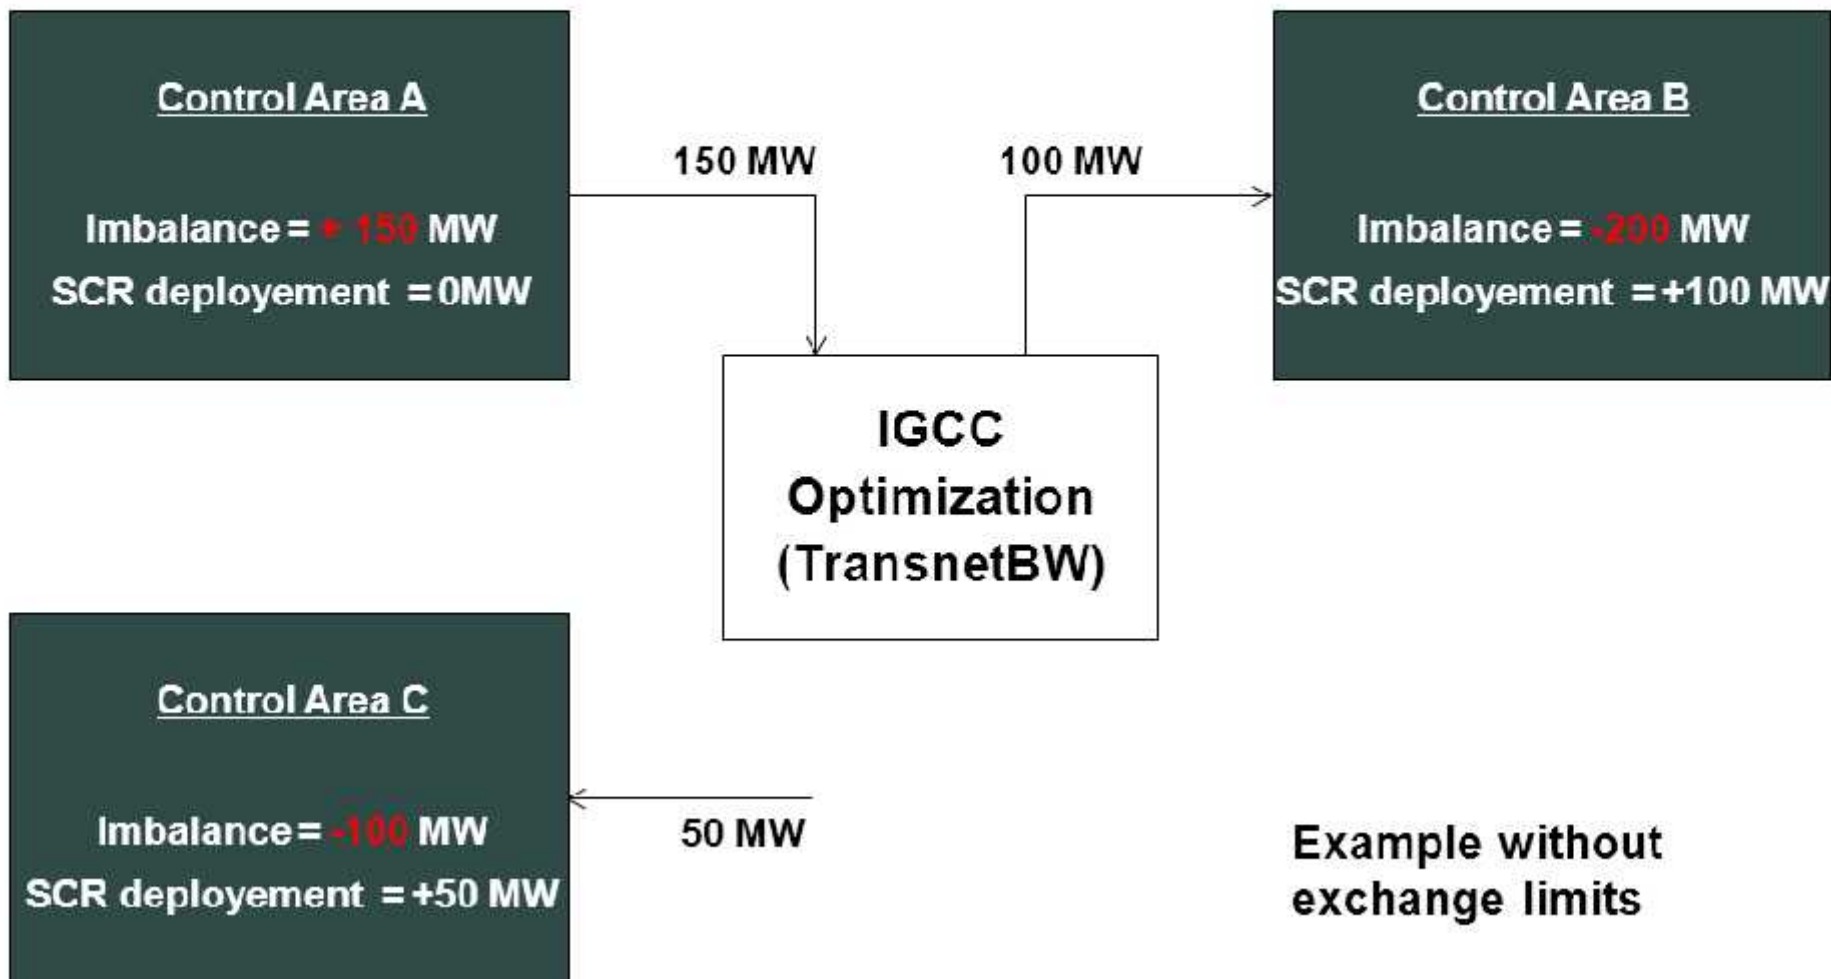 Control Area A
Imbalance = + 150 MW
SCR deployement = 0MW
150 MW
100 MW
Control Area B
Imbalance = -200 MW
SCR deployement = +100 MW
IGCC
Optimization
(TransnetBW)
Control Area C
Imbalance = -100 MW
SCR deployement = +50 MW
50 MW
Example without
exchange limits